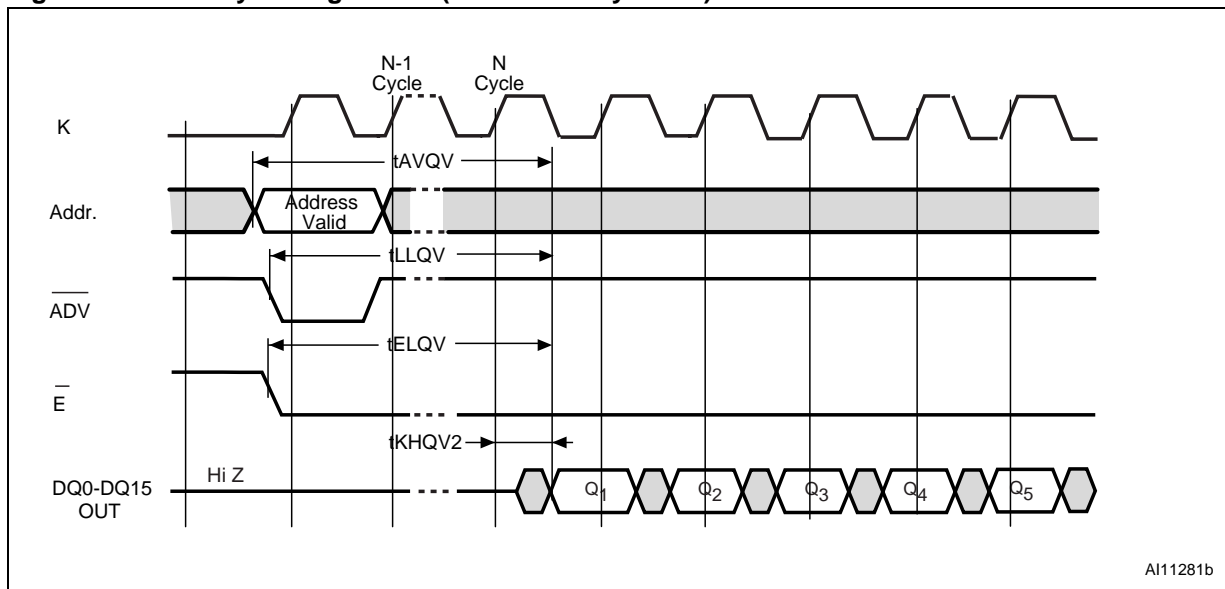 N-1
Cycle
N
Cycle
K
tAVQV
Addr.
Address
Valid
tLLQV
ADV
tELQV
E
tKHQV2
Hi Z
DQ0-DQ15
OUT
Q1
Q2
Q3
Q4
Q5
AI11281b